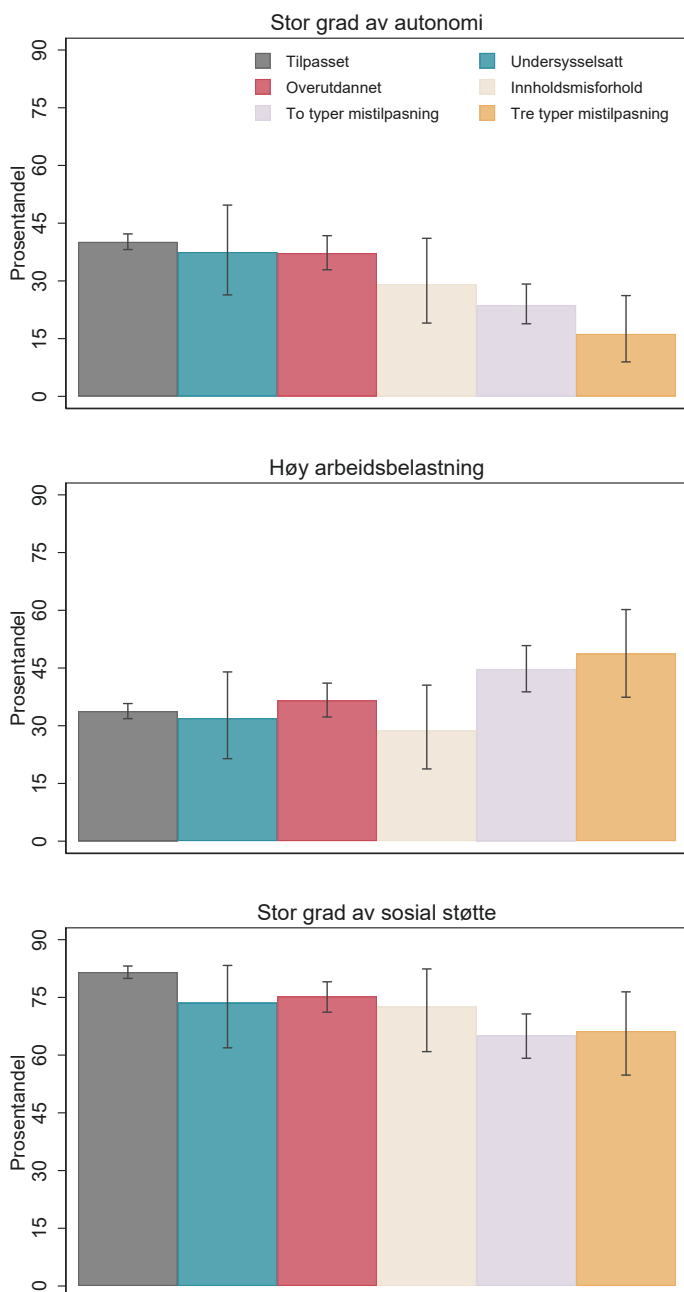 Stor grad av autonomi
Prosentandel
90
75
60
45
30
15
0
Tilpasset
Undersysselsatt
Overutdannet
Innholdsmisforhold
To typer mistilpasning
Tre typer mistilpasning
Høy arbeidsbelastning
Prosentandel
90
75
60
45
30
15
0
Stor grad av sosial støtte
Prosentandel
90
75
60
45
30
15
0